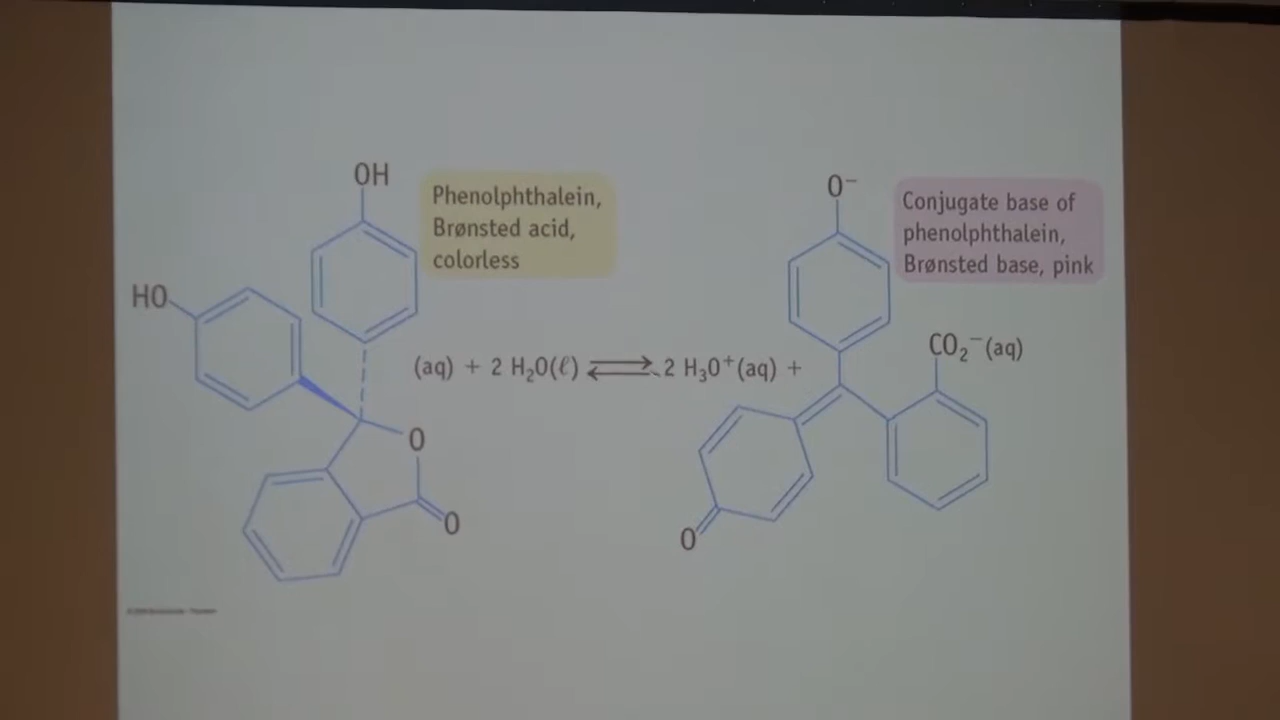 OH
Phenolphthalein,
Brønsted acid,
colorless
HO
O
O
(aq) + 2 H₂O(ℓ) ⇌ 2 H₃O⁺(aq) +
O⁻
Conjugate base of
phenolphthalein,
Brønsted base, pink
CO₂⁻(aq)
O